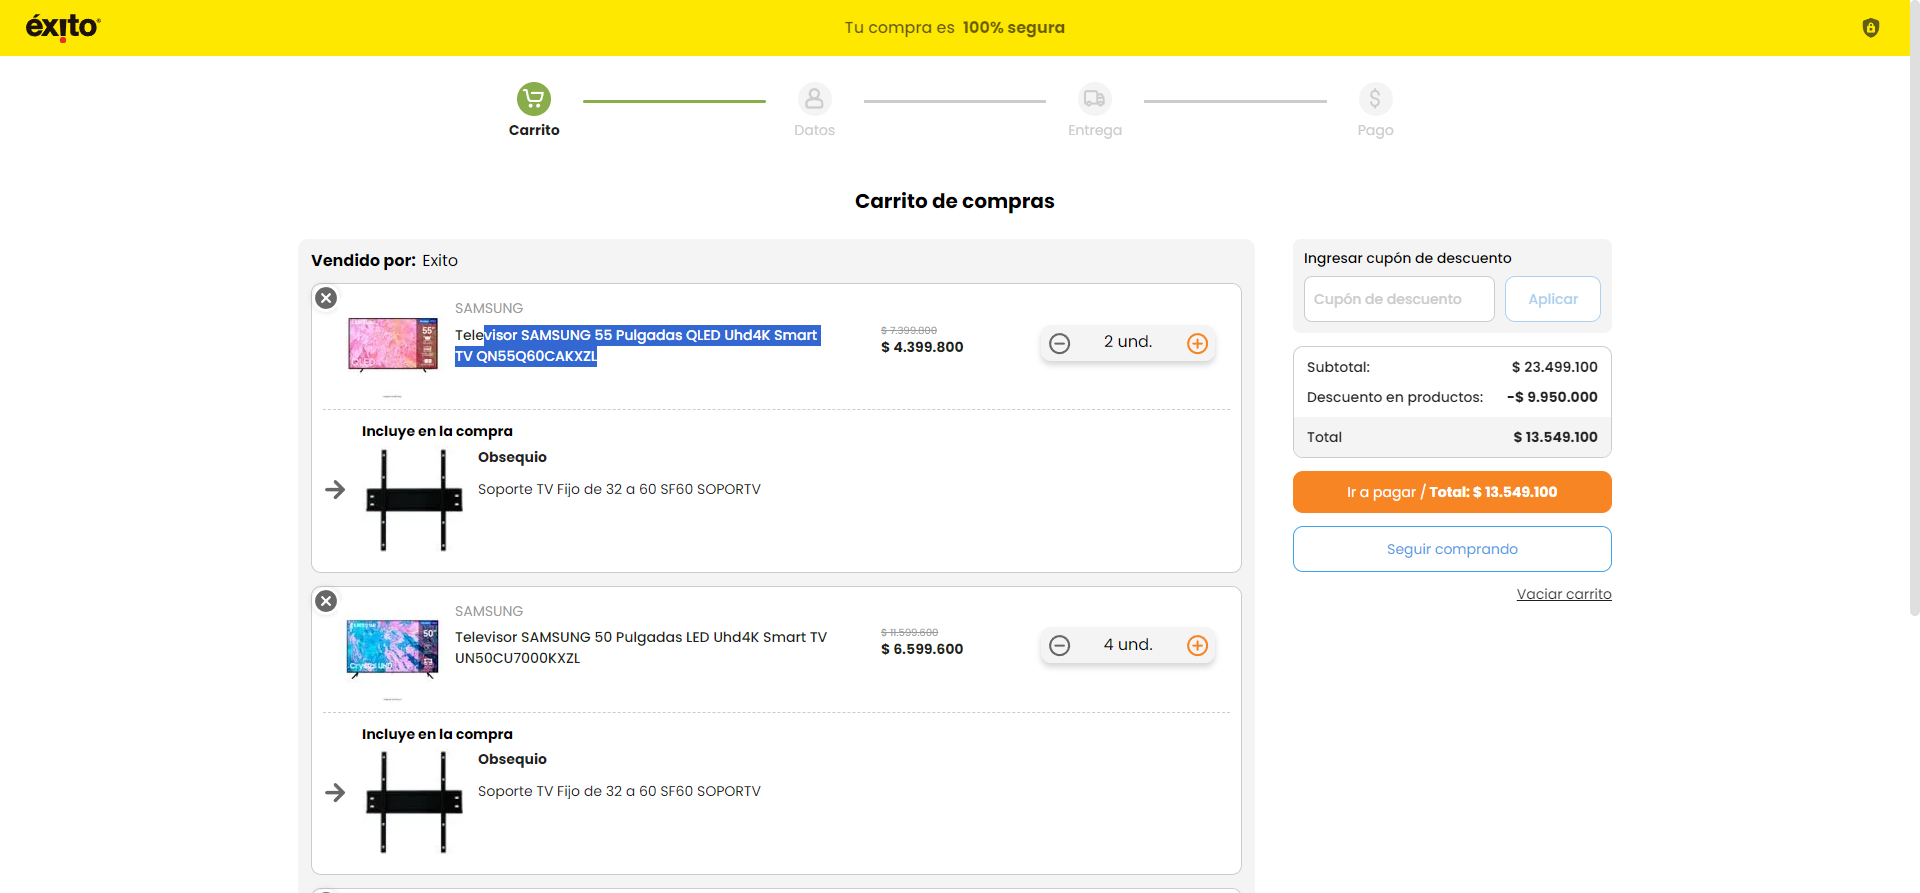 éxito
Tu compra es 100% segura
Carrito
Datos
Entrega
Pago
Carrito de compras
Vendido por: Exito
SAMSUNG
Televisor SAMSUNG 55 Pulgadas QLED Uhd4K Smart
TV QN55Q60CAKXZL
$ 7.399.800
$ 4.399.800
2 und.
55"
QLED
Incluye en la compra
Obsequio
Soporte TV Fijo de 32 a 60 SF60 SOPORTV
SAMSUNG
Televisor SAMSUNG 50 Pulgadas LED Uhd4K Smart TV
UN50CU7000KXZL
$ 11.599.600
$ 6.599.600
4 und.
50"
Crystal UHD
Incluye en la compra
Obsequio
Soporte TV Fijo de 32 a 60 SF60 SOPORTV
Ingresar cupón de descuento
Cupón de descuento
Aplicar
Subtotal: $ 23.499.100
Descuento en productos: -$ 9.950.000
Total $ 13.549.100
Ir a pagar / Total: $ 13.549.100
Seguir comprando
Vaciar carrito